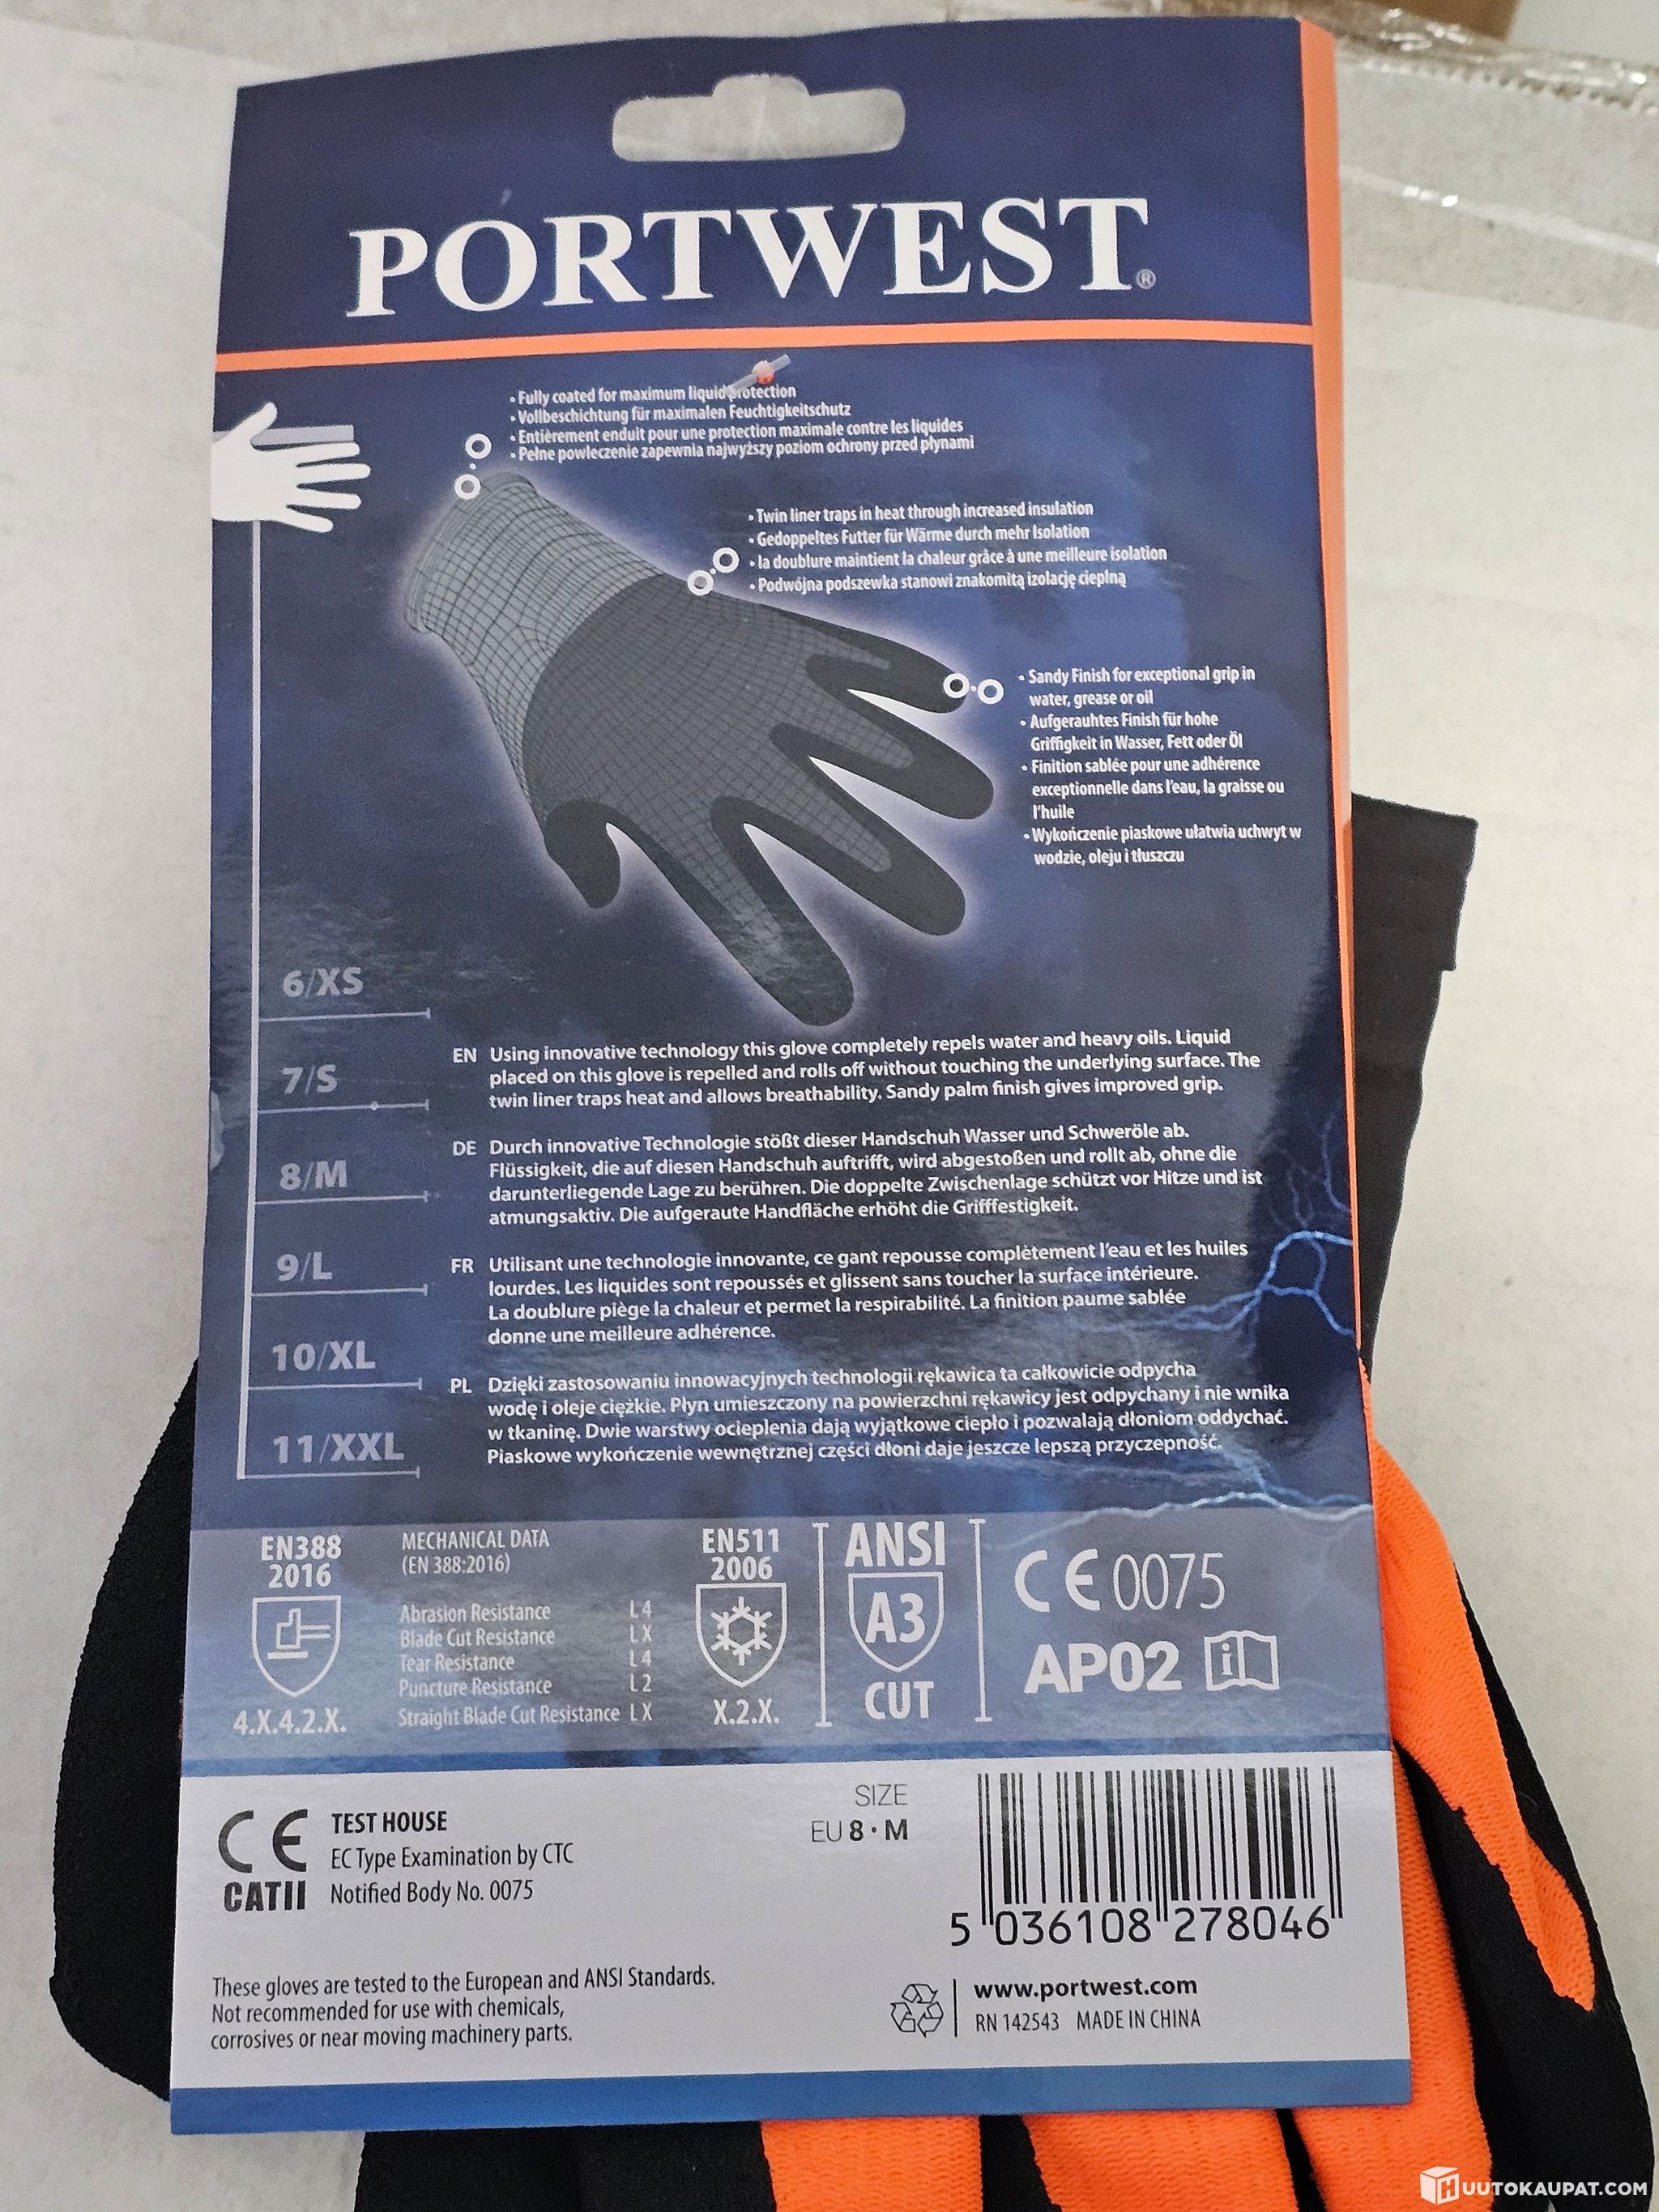 PORTWEST®
• Fully coated for maximum liquid protection
• Vollbeschichtung für maximalen Feuchtigkeitschutz
• Entièrement enduit pour une protection maximale contre les liquides
• Pełne powleczenie zapewnia najwyższy poziom ochrony przed płynami
• Twin liner traps in heat through increased insulation
• Gedoppeltes Futter für Wärme durch mehr Isolation
• la doublure maintient la chaleur grâce à une meilleure isolation
• Podwójna podszewka stanowi znakomitą izolację cieplną
• Sandy Finish for exceptional grip in
water, grease or oil
• Aufgerauhtes Finish für hohe
Griffigkeit in Wasser, Fett oder Öl
• Finition sablée pour une adhérence
exceptionnelle dans l'eau, la graisse ou
l'huile
• Wykończenie piaskowe ułatwia uchwyt w
wodzie, oleju i tłuszczu
6/XS
7/S
8/M
9/L
10/XL
11/XXL
EN Using innovative technology this glove completely repels water and heavy oils. Liquid
placed on this glove is repelled and rolls off without touching the underlying surface. The
twin liner traps heat and allows breathability. Sandy palm finish gives improved grip.
DE Durch innovative Technologie stößt dieser Handschuh Wasser und Schweröle ab.
Flüssigkeit, die auf diesen Handschuh auftrifft, wird abgestoßen und rollt ab, ohne die
darunterliegende Lage zu berühren. Die doppelte Zwischenlage schützt vor Hitze und ist
atmungsaktiv. Die aufgeraute Handfläche erhöht die Grifffestigkeit.
FR Utilisant une technologie innovante, ce gant repousse complètement l'eau et les huiles
lourdes. Les liquides sont repoussés et glissent sans toucher la surface intérieure.
La doublure piège la chaleur et permet la respirabilité. La finition paume sablée
donne une meilleure adhérence.
PL Dzięki zastosowaniu innowacyjnych technologii rękawica ta całkowicie odpycha
wodę i oleje ciężkie. Płyn umieszczony na powierzchni rękawicy jest odpychany i nie wnika
w tkaninę. Dwie warstwy ocieplenia dają wyjątkowe ciepło i pozwalają dłoniom oddychać.
Piaskowe wykończenie wewnętrznej części dłoni daje jeszcze lepszą przyczepność.
EN388
2016
4.X.4.2.X.
MECHANICAL DATA
(EN 388:2016)
Abrasion Resistance L 4
Blade Cut Resistance L X
Tear Resistance L 4
Puncture Resistance L 2
Straight Blade Cut Resistance L X
EN511
2006
X.2.X.
ANSI
A3
CUT
CE 0075
AP02 i
CE
CATII
TEST HOUSE
EC Type Examination by CTC
Notified Body No. 0075
SIZE
EU 8 • M
5 036108 278046
These gloves are tested to the European and ANSI Standards.
Not recommended for use with chemicals,
corrosives or near moving machinery parts.
www.portwest.com
RN 142543 MADE IN CHINA
HUUTOKAUPAT.COM